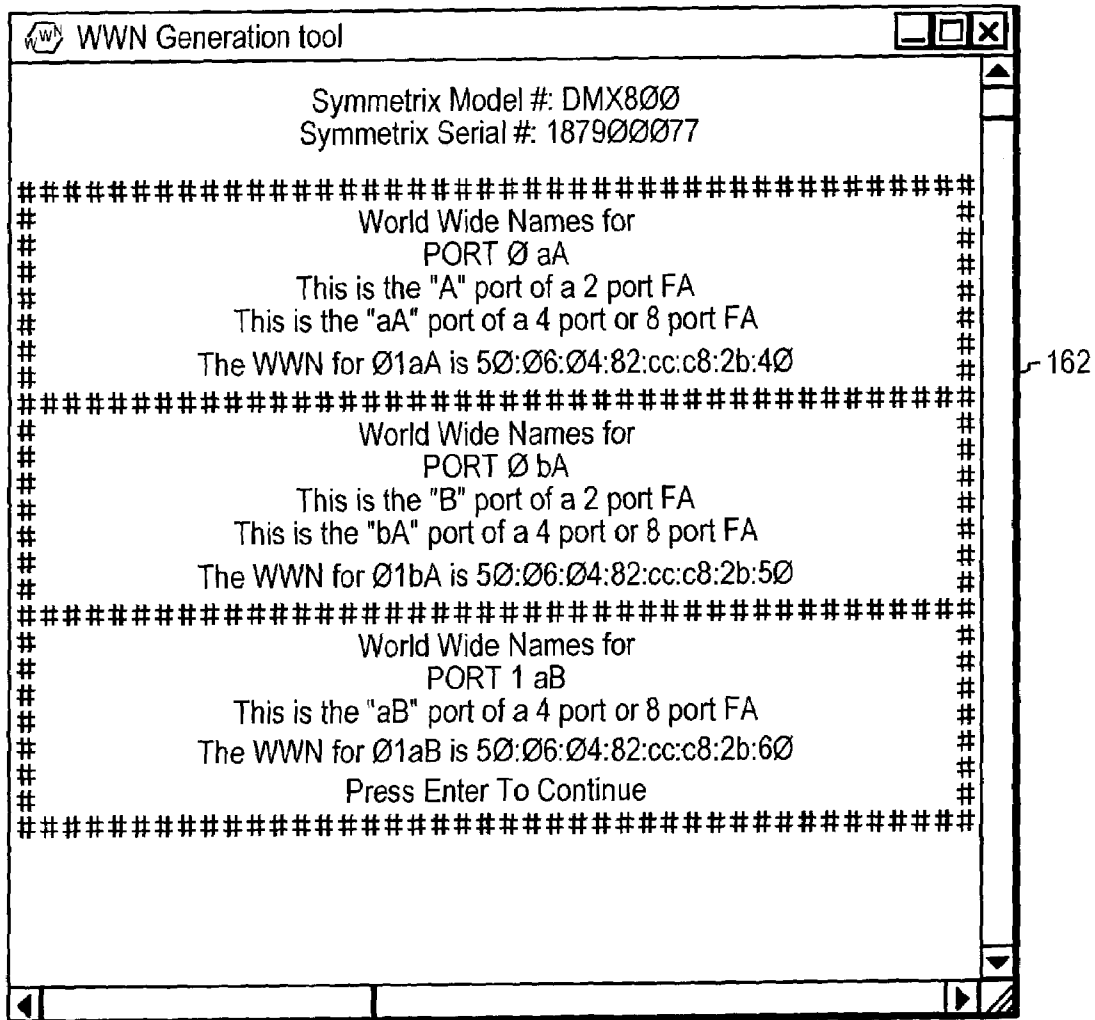 WWN WWN Generation tool
Symmetrix Model #: DMX8ØØ
Symmetrix Serial #: 1879ØØØ77
##########################################
World Wide Names for
PORT Ø aA
This is the "A" port of a 2 port FA
This is the "aA" port of a 4 port or 8 port FA
The WWN for Ø1aA is 5Ø:Ø6:Ø4:82:cc:c8:2b:4Ø
##########################################
World Wide Names for
PORT Ø bA
This is the "B" port of a 2 port FA
This is the "bA" port of a 4 port or 8 port FA
The WWN for Ø1bA is 5Ø:Ø6:Ø4:82:cc:c8:2b:5Ø
##########################################
World Wide Names for
PORT 1 aB
This is the "aB" port of a 4 port or 8 port FA
The WWN for Ø1aB is 5Ø:Ø6:Ø4:82:cc:c8:2b:6Ø
Press Enter To Continue
##########################################
162